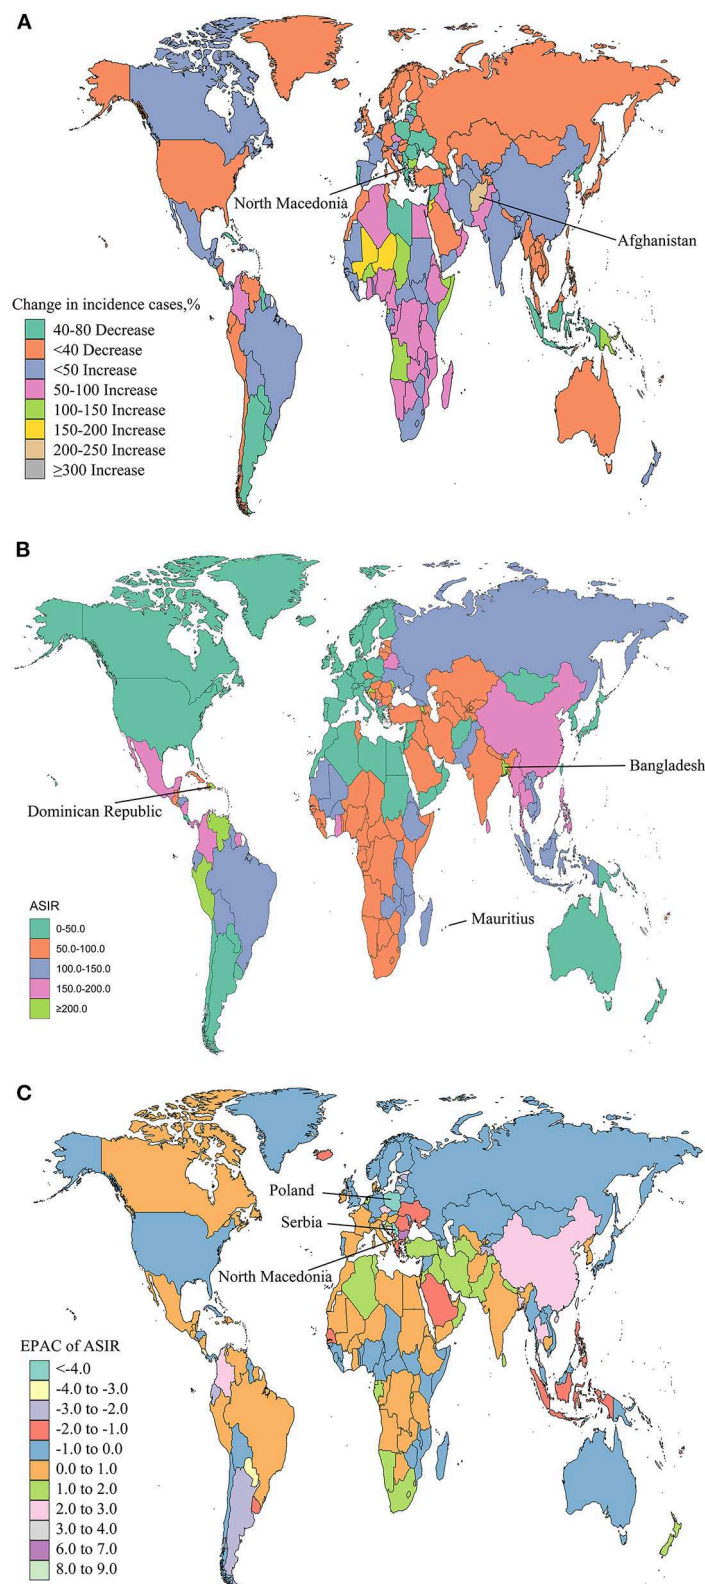 A
North Macedonia
Afghanistan
Change in incidence cases,%
40-80 Decrease
<40 Decrease
<50 Increase
50-100 Increase
100-150 Increase
150-200 Increase
200-250 Increase
≥300 Increase
B
Bangladesh
Dominican Republic
Mauritius
ASIR
0-50.0
50.0-100.0
100.0-150.0
150.0-200.0
≥200.0
C
Poland
Serbia
North Macedonia
EPAC of ASIR
<-4.0
-4.0 to -3.0
-3.0 to -2.0
-2.0 to -1.0
-1.0 to 0.0
0.0 to 1.0
1.0 to 2.0
2.0 to 3.0
3.0 to 4.0
6.0 to 7.0
8.0 to 9.0